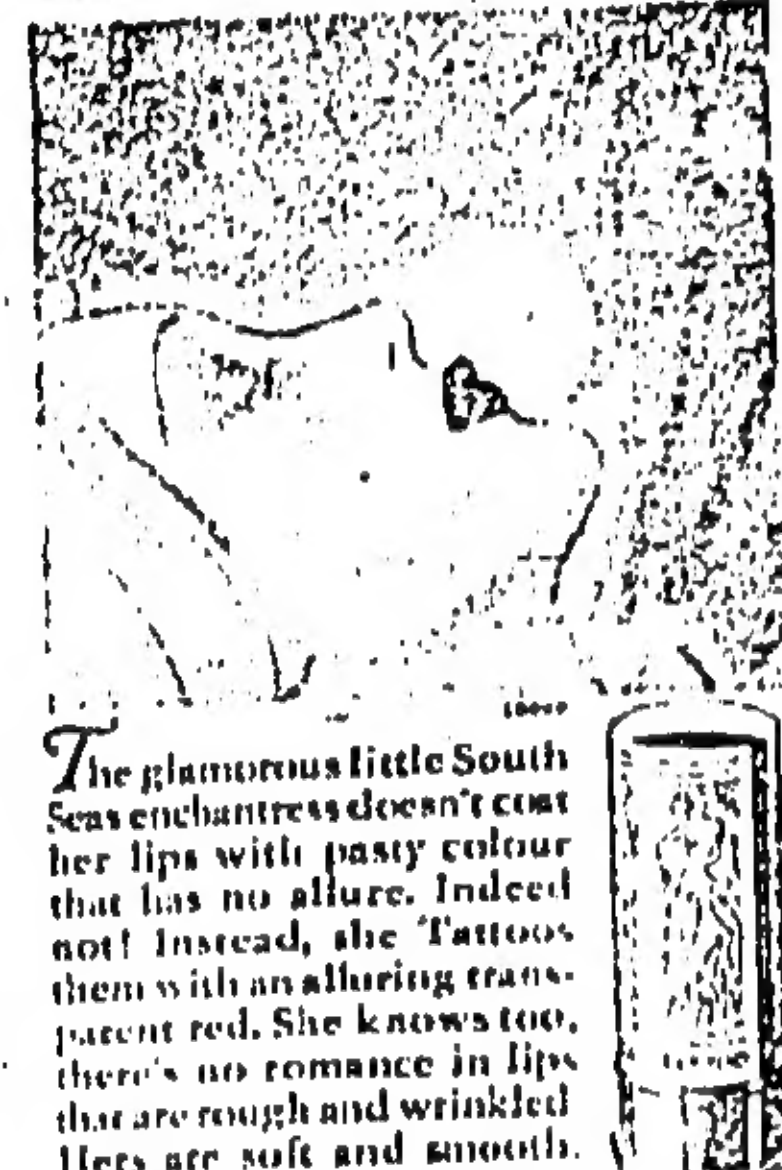 The glamorous little South
Seas enchantress doesn't coat
her lips with pasty colour
that has no allure. Indeed
not! Instead, she Tattoos
them with an alluring trans-
parent red. She knows too,
there's no romance in lips
that are rough and wrinkled
Hers are soft and smooth.